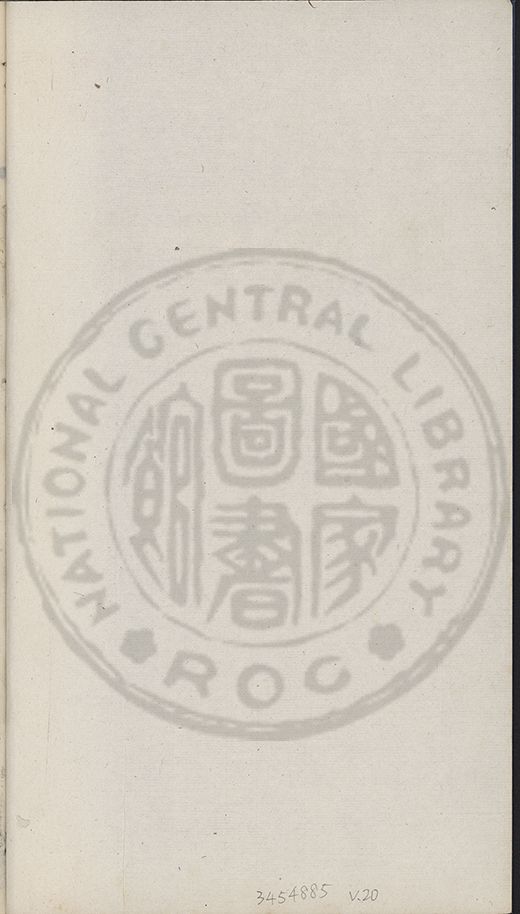 NATIONAL CENTRAL LIBRARY
國家
圖書
館
ROC
3454885 V.20